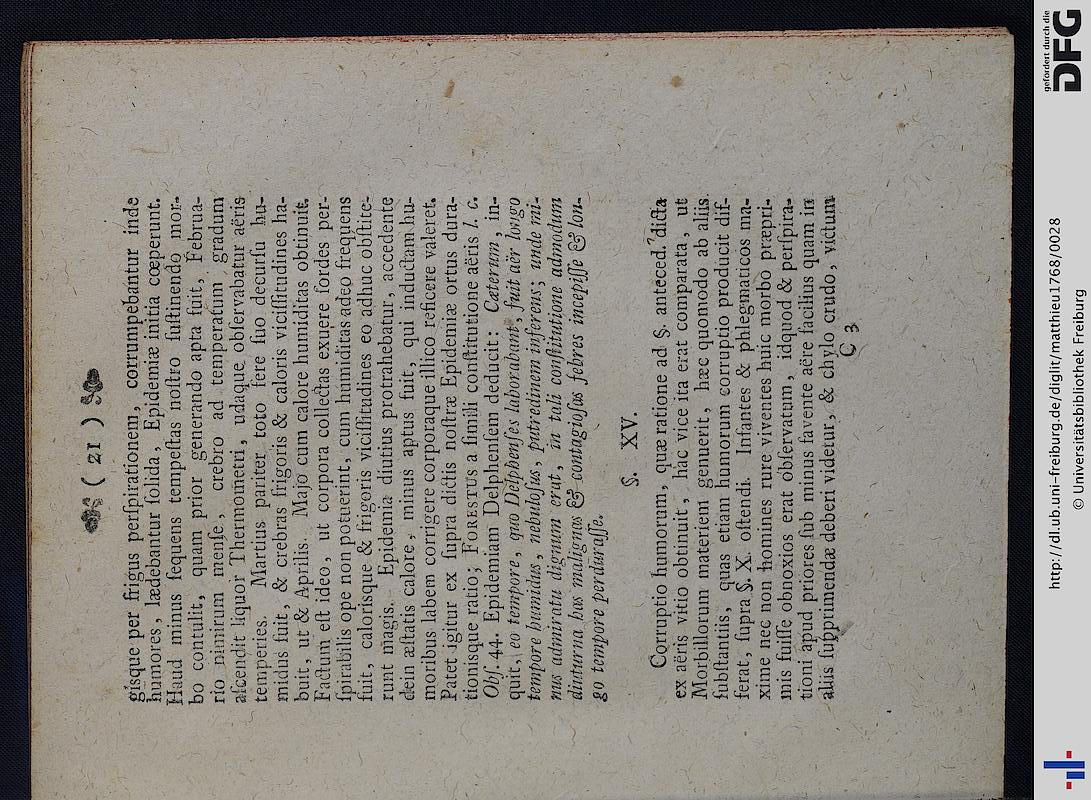 ( 21 )
gisque per frigus perſpirationem, corrumpebantur inde
humores, lædebantur ſolida, Epidemiæ initia cœperunt.
Haud minus ſequens tempeſtas noſtro ſuſtinendo mor-
bo contulit, quam prior generando apta fuit, Februa-
rio nimirum menſe, crebro ad temperatum gradum
aſcendit liquor Thermometri, udaque obſervabatur aëris
temperies. Martius pariter toto fere ſuo decurſu hu-
midus fuit, & crebras frigoris & caloris viciſſitudines ha-
buit, ut & Aprilis. Majo cum calore humiditas obtinuit.
Factum eſt ideo, ut corpora collectas exuere ſordes per-
ſpirabilis ope non potuerint, cum humiditas adeo frequens
fuit, calorisque & frigoris viciſſitudines eo adhuc obſtite-
runt magis. Epidemia diutius protrahebatur, accedente
dein æſtatis calore, minus aptus fuit, qui inductam hu-
moribus labem corrigere corporaque illico reficere valeret.
Patet igitur ex ſupra dictis noſtræ Epidemiæ ortus dura-
tionisque ratio; FORESTUS a ſimili conſtitutione aëris l. c.
Obſ. 44. Epidemiam Delphenſem deducit: Cæterum, in-
quit, eo tempore, quo Delphenſes laborabant, fuit aër longo
tempore humidus, nebuloſus, putredinem inferens; unde mi-
nus admiratu dignum erat, in tali conſtitutione admodum
diuturna has malignas & contagioſas febres incepiſſe & lon-
go tempore perduraſſe.
§. XV.
Corruptio humorum, quæ ratione ad §. anteced. dicta
ex aëris vitio obtinuit, hac vice ita erat comparata, ut
Morbillorum materiem genuerit, hæc quomodo ab aliis
ſubſtantiis, quas etiam humorum corruptio producit dif-
ferat, ſupra §. X. oſtendi. Infantes & phlegmaticos ma-
xime nec non homines rure viventes huic morbo præpri-
mis fuiſſe obnoxios erat obſervatum, idquod & perſpira-
tioni apud priores ſub minus favente aëre facilius quam in
aliis ſupprimendæ deberi videtur, & chylo crudo, victum
C 3
gefördert durch die
DFG
http://dl.ub.uni-freiburg.de/diglit/matthieu1768/0028
© Universitätsbibliothek Freiburg